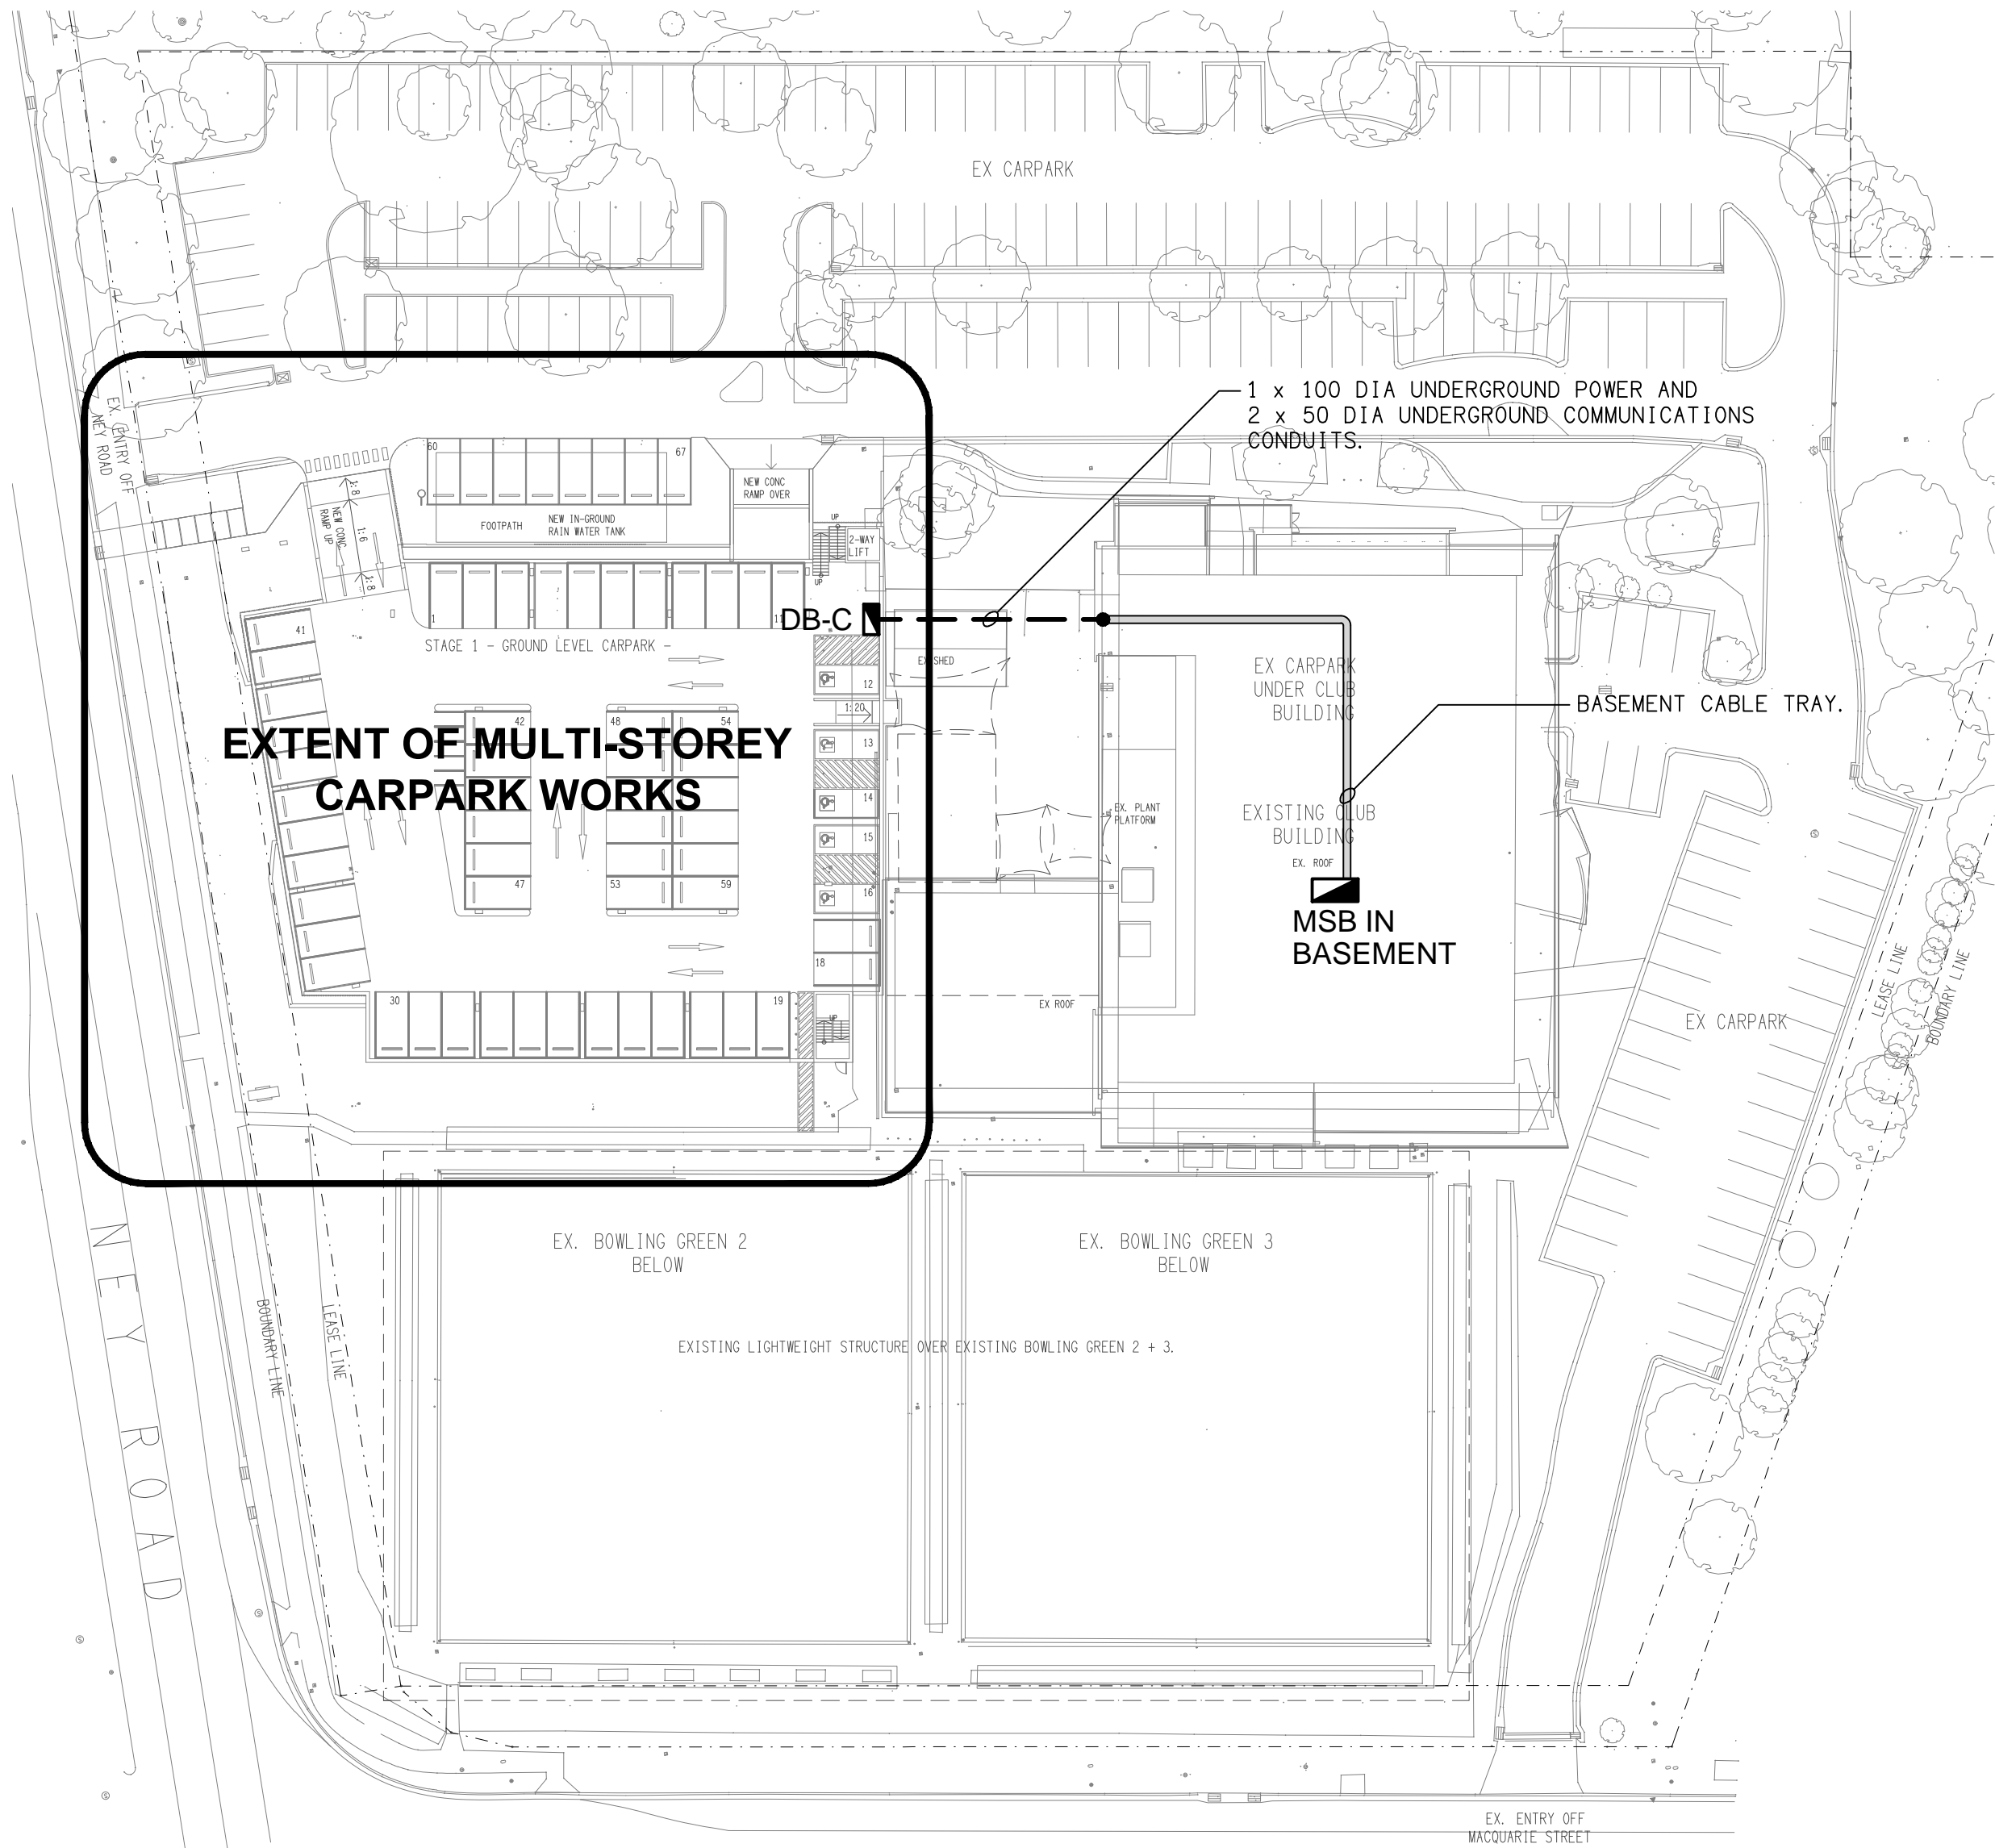 EX CARPARK
1 x 100 DIA UNDERGROUND POWER AND
2 x 50 DIA UNDERGROUND COMMUNICATIONS
CONDUITS.
EX. ENTRY OFF
NEY ROAD
60
67
NEW CONC
RAMP OVER
FOOTPATH
NEW IN-GROUND
RAIN WATER TANK
1:8
1:6
1:8
NEW CONC
RAMP UP
UP
2-WAY
LIFT
UP
1
11
DB-C
41
STAGE 1 - GROUND LEVEL CARPARK -
EX SHED
EX CARPARK
UNDER CLUB
BUILDING
12
1:20
BASEMENT CABLE TRAY.
42
48
54
13
EXTENT OF MULTI-STOREY
CARPARK WORKS
14
EX. PLANT
PLATFORM
EXISTING CLUB
BUILDING
15
EX. ROOF
47
53
59
16
MSB IN
BASEMENT
18
30
19
UP
EX ROOF
EX CARPARK
LEASE LINE
BOUNDARY LINE
EX. BOWLING GREEN 2
BELOW
EX. BOWLING GREEN 3
BELOW
NEY ROAD
BOUNDARY LINE
LEASE LINE
EXISTING LIGHTWEIGHT STRUCTURE OVER EXISTING BOWLING GREEN 2 + 3.
EX. ENTRY OFF
MACQUARIE STREET